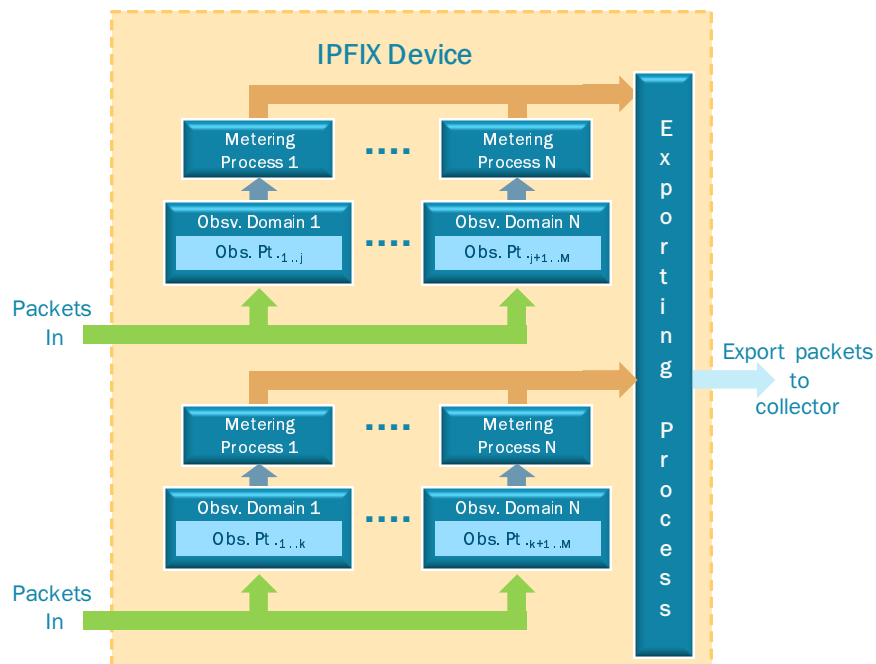 IPFIX Device
Metering
Process 1
....
Metering
Process N
Obsv. Domain 1
Obs. Pt .1..j
....
Obsv. Domain N
Obs. Pt .j+1..M
Packets
In
Metering
Process 1
....
Metering
Process N
Obsv. Domain 1
Obs. Pt .1..k
....
Obsv. Domain N
Obs. Pt .k+1..M
Packets
In
Exporting Process
Export packets
to
collector